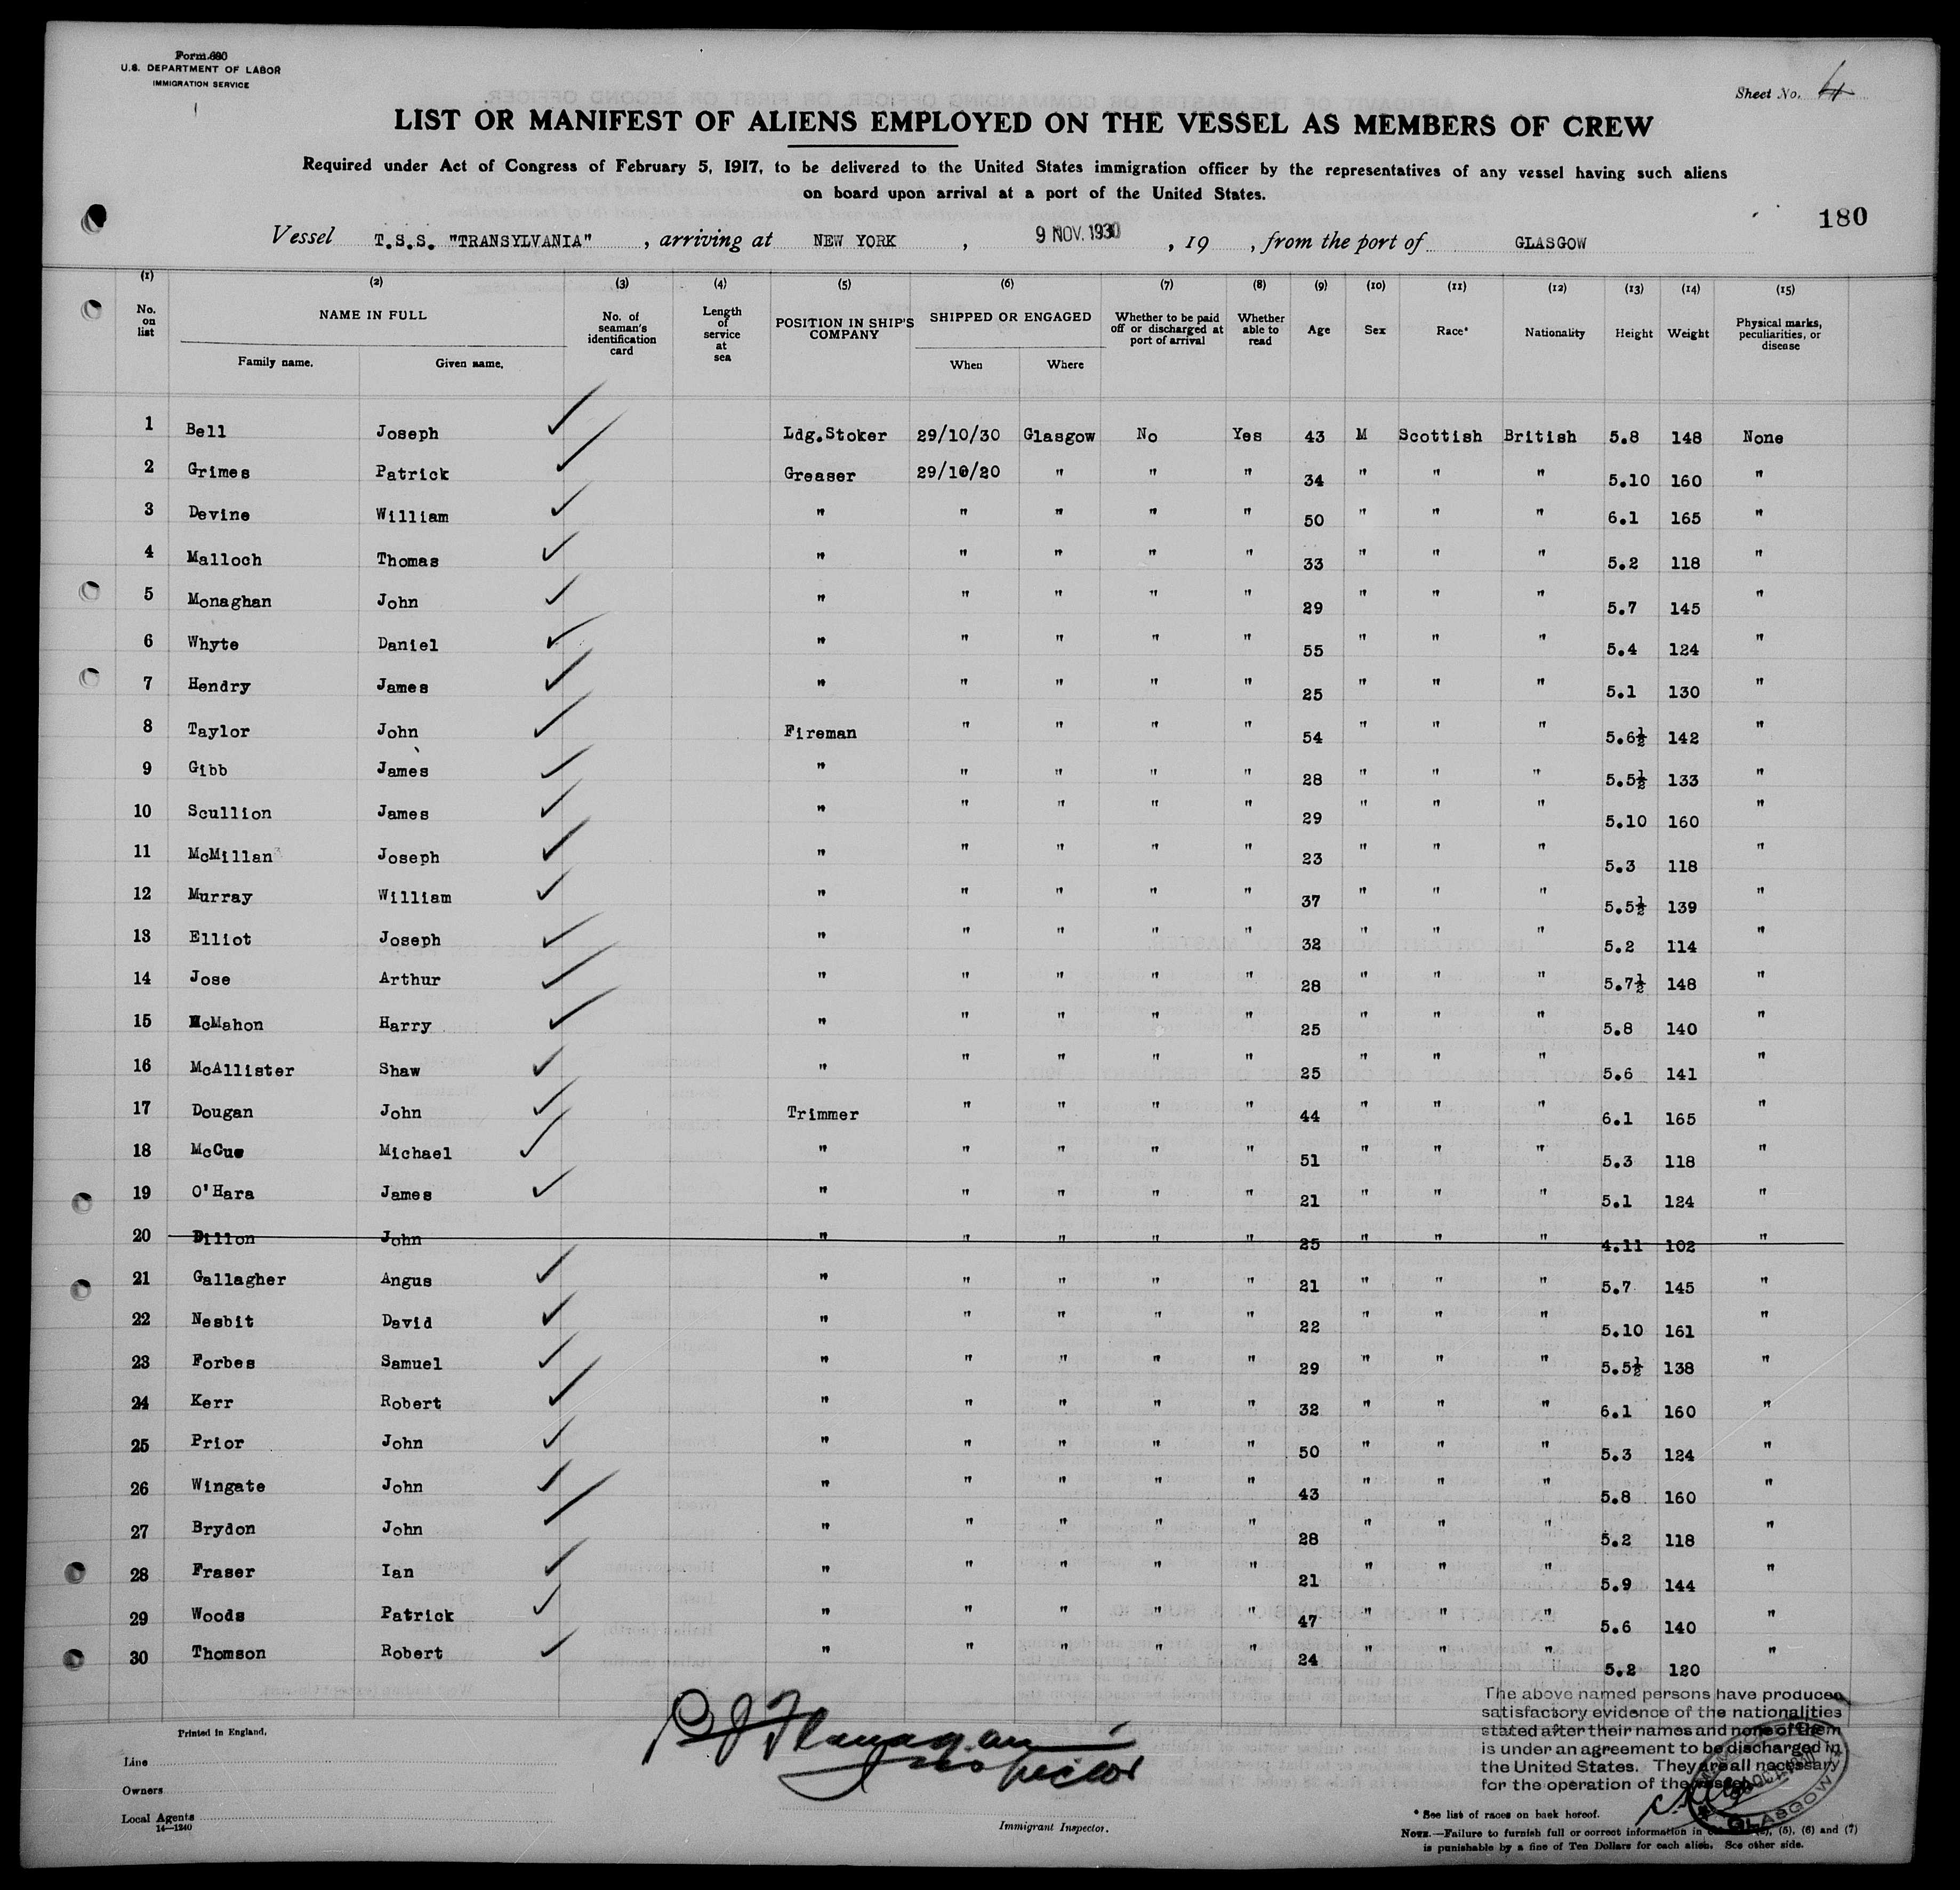 Form 680
U.S. DEPARTMENT OF LABOR
IMMIGRATION SERVICE
Sheet No. 4
LIST OR MANIFEST OF ALIENS EMPLOYED ON THE VESSEL AS MEMBERS OF CREW
Required under Act of Congress of February 5, 1917, to be delivered to the United States immigration officer by the representatives of any vessel having such aliens
on board upon arrival at a port of the United States.
180
Vessel T.S.S. "TRANSYLVANIA", arriving at NEW YORK, 9 NOV. 1930, 19 , from the port of GLASGOW
(1) (2) (3) (4) (5) (6) (7) (8) (9) (10) (11) (12) (13) (14) (15)
No. on list NAME IN FULL Family name. Given name. No. of seaman's identification card Length of service at sea POSITION IN SHIP'S COMPANY SHIPPED OR ENGAGED When Where Whether to be paid off or discharged at port of arrival Whether able to read Age Sex Race* Nationality Height Weight Physical marks, peculiarities, or disease
1 Bell Joseph Ldg.Stoker 29/10/30 Glasgow No Yes 43 M Scottish British 5.8 148 None
2 Grimes Patrick Greaser 29/10/20 " " " 34 " " " 5.10 160 "
3 Devine William " " " " " 50 " " " 6.1 165 "
4 Malloch Thomas " " " " " 33 " " " 5.2 118 "
5 Monaghan John " " " " " 29 " " " 5.7 145 "
6 Whyte Daniel " " " " " 55 " " " 5.4 124 "
7 Hendry James " " " " " 25 " " " 5.1 130 "
8 Taylor John Fireman " " " " 54 " " " 5.6½ 142 "
9 Gibb James " " " " " 28 " " " 5.5½ 133 "
10 Scullion James " " " " " 29 " " " 5.10 160 "
11 McMillan Joseph " " " " " 23 " " " 5.3 118 "
12 Murray William " " " " " 37 " " " 5.5½ 139 "
13 Elliot Joseph " " " " " 32 " " " 5.2 114 "
14 Jose Arthur " " " " " 28 " " " 5.7½ 148 "
15 McMahon Harry " " " " " 25 " " " 5.8 140 "
16 McAllister Shaw " " " " " 25 " " " 5.6 141 "
17 Dougan John Trimmer " " " " 44 " " " 6.1 165 "
18 McCue Michael " " " " " 51 " " " 5.3 118 "
19 O'Hara James " " " " " 21 " " " 5.1 124 "
20 Dillon John " " " " " 25 " " " 4.11 102 "
21 Gallagher Angus " " " " " 21 " " " 5.7 145 "
22 Nesbit David " " " " " 22 " " " 5.10 161 "
23 Forbes Samuel " " " " " 29 " " " 5.5½ 138 "
24 Kerr Robert " " " " " 32 " " " 6.1 160 "
25 Prior John " " " " " 50 " " " 5.3 124 "
26 Wingate John " " " " " 43 " " " 5.8 160 "
27 Brydon John " " " " " 28 " " " 5.2 118 "
28 Fraser Ian " " " " " 21 " " " 5.9 144 "
29 Woods Patrick " " " " " 47 " " " 5.6 140 "
30 Thomson Robert " " " " " 24 " " " 5.2 120 "
The above named persons have produced
satisfactory evidence of the nationalities
stated after their names and none of them
is under an agreement to be discharged in
the United States. They are all necessary
for the operation of the vessel.
GLASGOW
Printed in England.
Line
Owners
Local Agents
14—1240
P J Flanagan
Inspector
Immigrant Inspector.
* See list of races on back hereof.
NOTE.—Failure to furnish full or correct information in (5), (6) and (7)
is punishable by a fine of Ten Dollars for each alien. See other side.